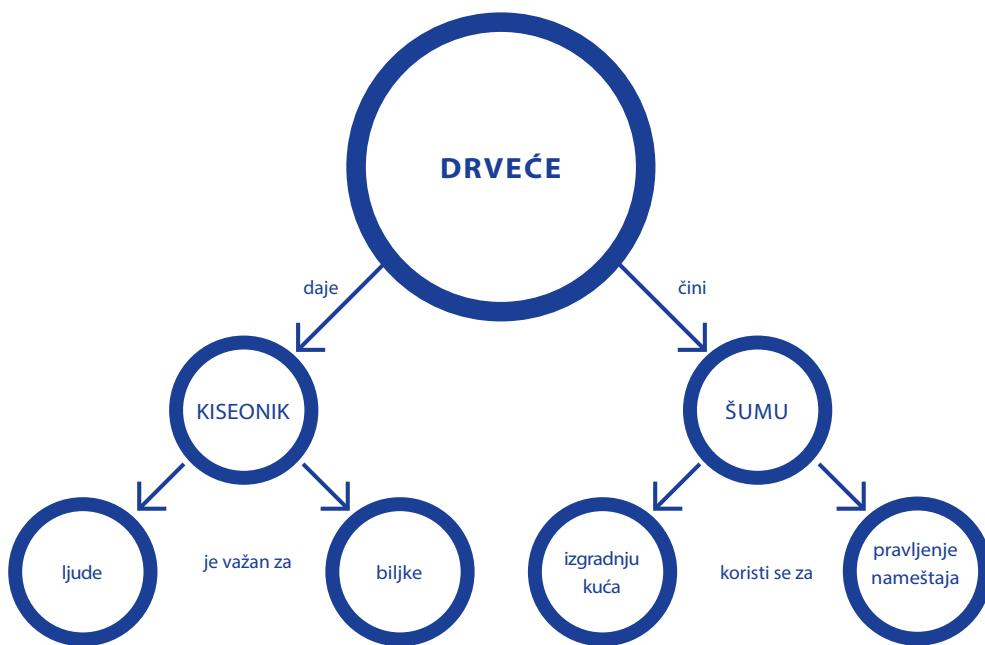 DRVEĆE
daje
čini
KISEONIK
ŠUMU
ljude
je važan za
biljke
izgradnju
kuća
koristi se za
pravljenje
nameštaja